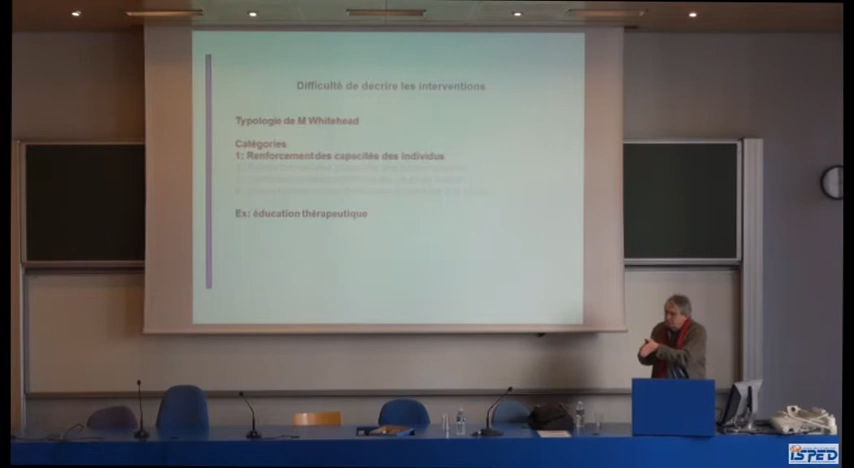 Difficulté de decrire les interventions
Typologie de M Whitehead
Catégories
1: Renforcement des capacités des individus
Ex: éducation thérapeutique
ISPED